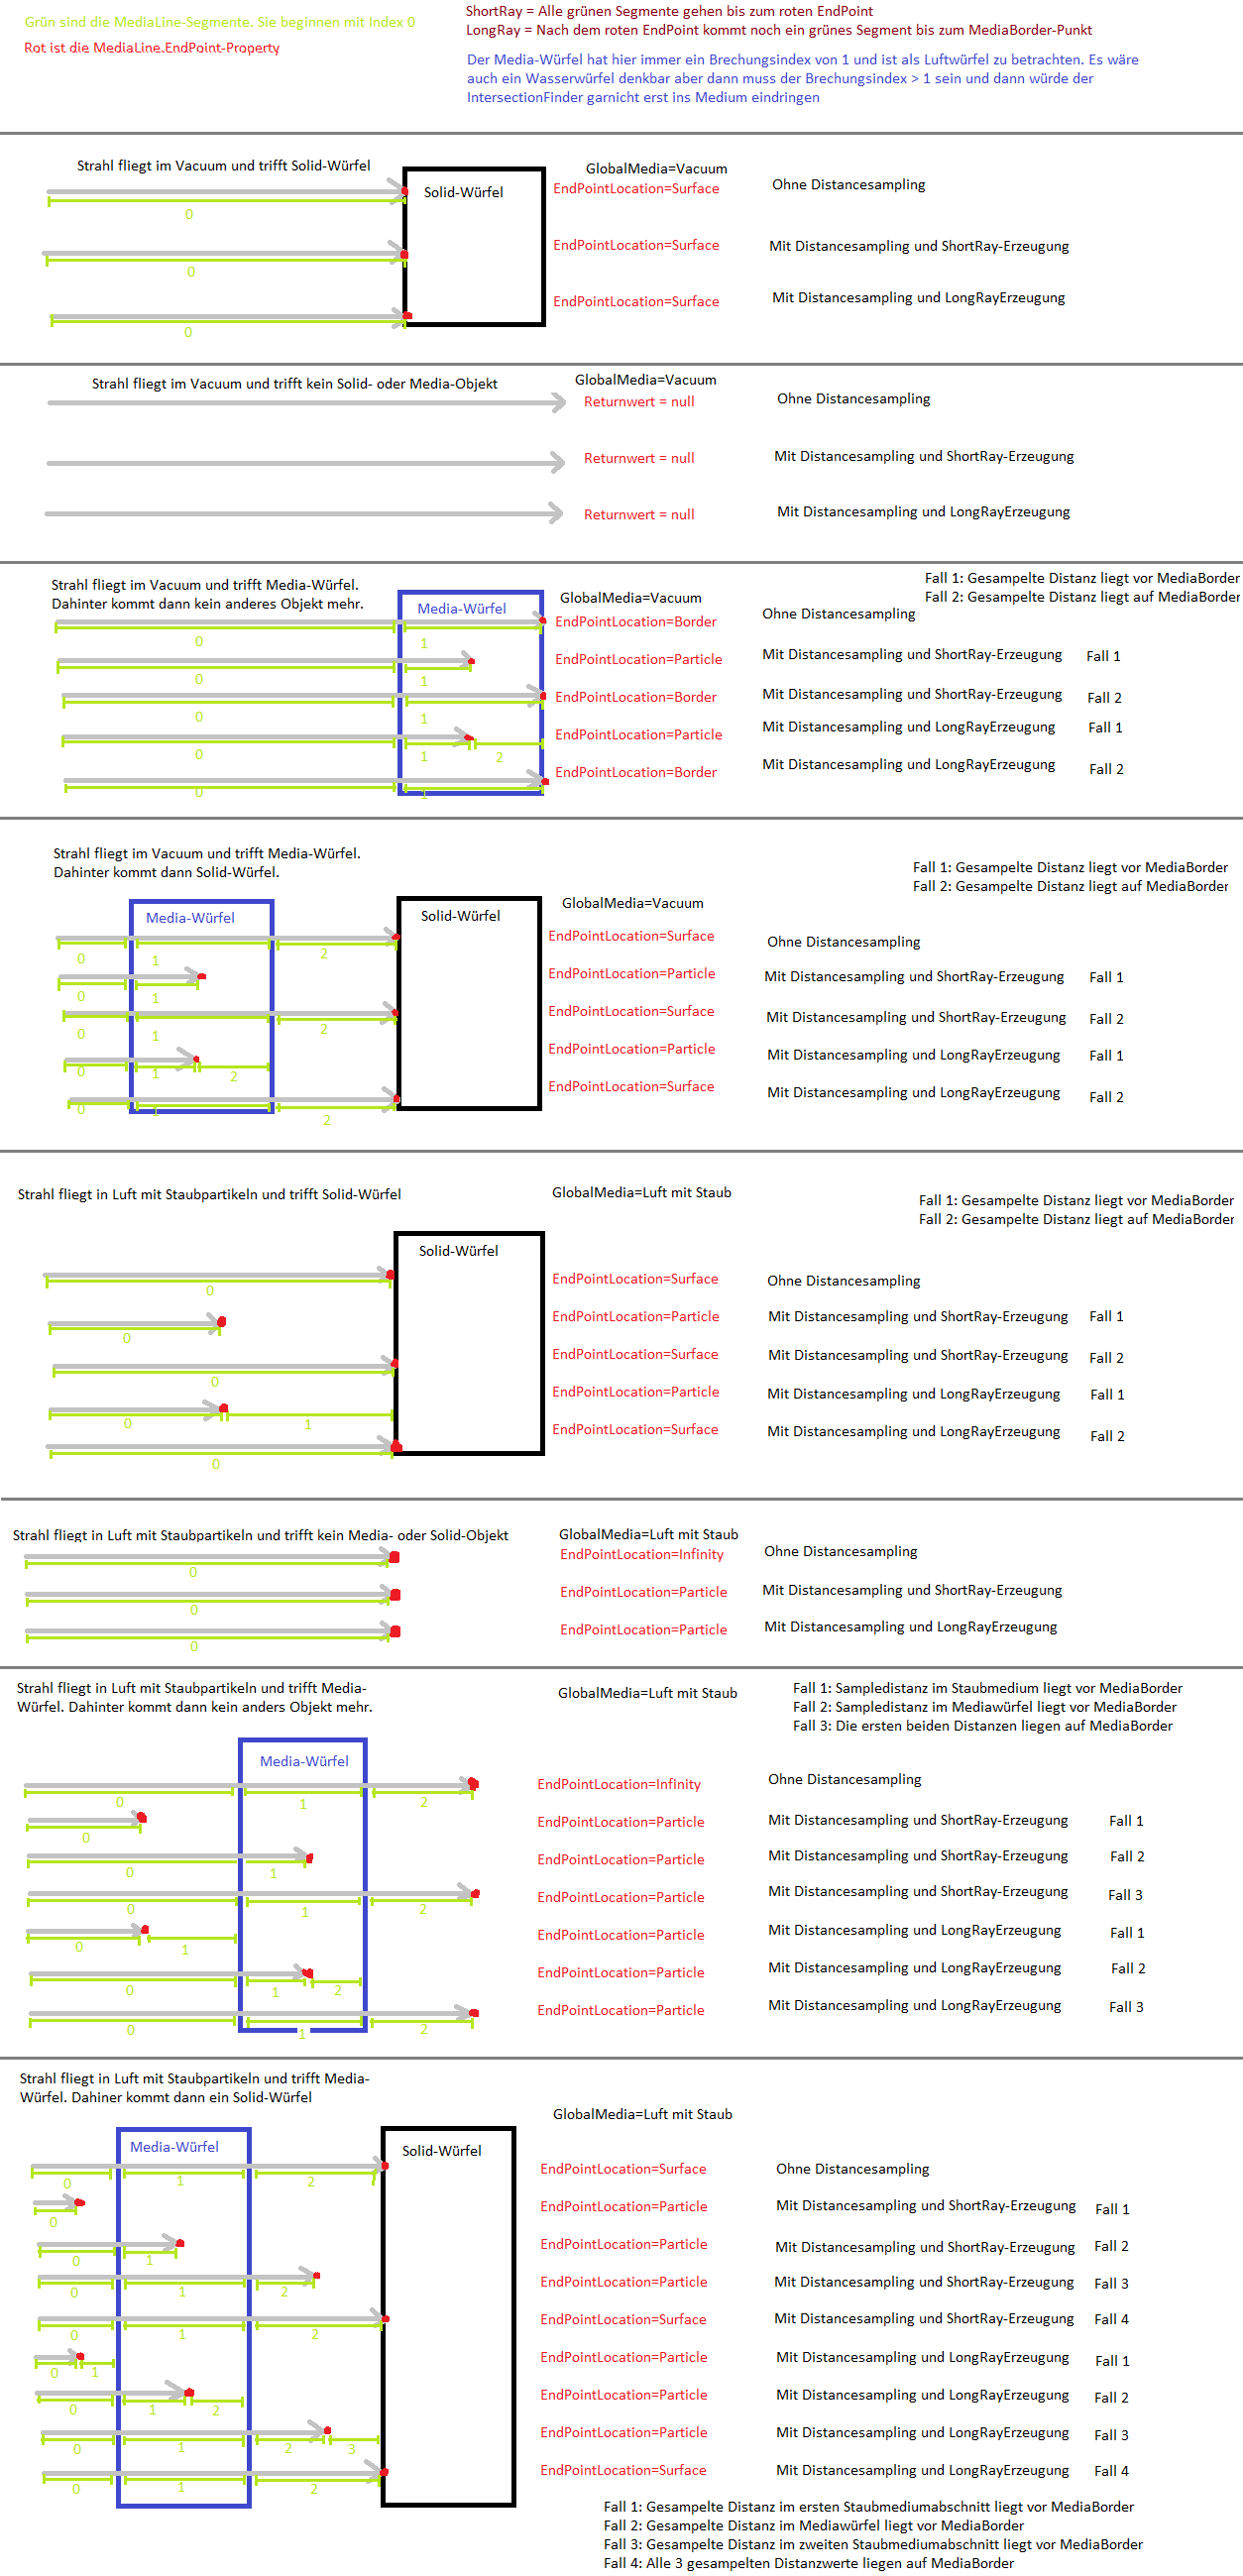 Grün sind die MediaLine-Segmente. Sie beginnen mit Index 0
Rot ist die MediaLine.EndPoint-Property
ShortRay = Alle grünen Segmente gehen bis zum roten EndPoint
LongRay = Nach dem roten EndPoint kommt noch ein grünes Segment bis zum MediaBorder-Punkt
Der Media-Würfel hat hier immer ein Brechungsindex von 1 und ist als Luftwürfel zu betrachten. Es wäre
auch ein Wasserwürfel denkbar aber dann muss der Brechungsindex > 1 sein und dann würde der
IntersectionFinder garnicht erst ins Medium eindringen
Strahl fliegt im Vacuum und trifft Solid-Würfel
GlobalMedia=Vacuum
Solid-Würfel
EndPointLocation=Surface
Ohne Distancesampling
0
EndPointLocation=Surface
Mit Distancesampling und ShortRay-Erzeugung
0
EndPointLocation=Surface
Mit Distancesampling und LongRayErzeugung
0
Strahl fliegt im Vacuum und trifft kein Solid- oder Media-Objekt
GlobalMedia=Vacuum
Returnwert = null
Ohne Distancesampling
Returnwert = null
Mit Distancesampling und ShortRay-Erzeugung
Returnwert = null
Mit Distancesampling und LongRayErzeugung
Strahl fliegt im Vacuum und trifft Media-Würfel.
Dahinter kommt dann kein anderes Objekt mehr.
Fall 1: Gesampelte Distanz liegt vor MediaBorder
Fall 2: Gesampelte Distanz liegt auf MediaBorder
Media-Würfel
GlobalMedia=Vacuum
EndPointLocation=Border
Ohne Distancesampling
0 1
EndPointLocation=Particle
Mit Distancesampling und ShortRay-Erzeugung Fall 1
0 1
EndPointLocation=Border
Mit Distancesampling und ShortRay-Erzeugung Fall 2
0 1
EndPointLocation=Particle
Mit Distancesampling und LongRayErzeugung Fall 1
0 1 2
EndPointLocation=Border
Mit Distancesampling und LongRayErzeugung Fall 2
0 1
Strahl fliegt im Vacuum und trifft Media-Würfel.
Dahinter kommt dann Solid-Würfel.
Fall 1: Gesampelte Distanz liegt vor MediaBorder
Fall 2: Gesampelte Distanz liegt auf MediaBorder
Media-Würfel
Solid-Würfel
GlobalMedia=Vacuum
EndPointLocation=Surface
Ohne Distancesampling
0 1 2
EndPointLocation=Particle
Mit Distancesampling und ShortRay-Erzeugung Fall 1
0 1
EndPointLocation=Surface
Mit Distancesampling und ShortRay-Erzeugung Fall 2
0 1 2
EndPointLocation=Particle
Mit Distancesampling und LongRayErzeugung Fall 1
0 1 2
EndPointLocation=Surface
Mit Distancesampling und LongRayErzeugung Fall 2
0 1 2
Strahl fliegt in Luft mit Staubpartikeln und trifft Solid-Würfel
GlobalMedia=Luft mit Staub
Fall 1: Gesampelte Distanz liegt vor MediaBorder
Fall 2: Gesampelte Distanz liegt auf MediaBorder
Solid-Würfel
EndPointLocation=Surface
Ohne Distancesampling
0
EndPointLocation=Particle
Mit Distancesampling und ShortRay-Erzeugung Fall 1
0
EndPointLocation=Surface
Mit Distancesampling und ShortRay-Erzeugung Fall 2
0
EndPointLocation=Particle
Mit Distancesampling und LongRayErzeugung Fall 1
0 1
EndPointLocation=Surface
Mit Distancesampling und LongRayErzeugung Fall 2
0
Strahl fliegt in Luft mit Staubpartikeln und trifft kein Media- oder Solid-Objekt
GlobalMedia=Luft mit Staub
EndPointLocation=Infinity
Ohne Distancesampling
0
EndPointLocation=Particle
Mit Distancesampling und ShortRay-Erzeugung
0
EndPointLocation=Particle
Mit Distancesampling und LongRayErzeugung
0
Strahl fliegt in Luft mit Staubpartikeln und trifft Media-
Würfel. Dahinter kommt dann kein anders Objekt mehr.
GlobalMedia=Luft mit Staub
Fall 1: Sampledistanz im Staubmedium liegt vor MediaBorder
Fall 2: Sampledistanz im Mediawürfel liegt vor MediaBorder
Fall 3: Die ersten beiden Distanzen liegen auf MediaBorder
Media-Würfel
EndPointLocation=Infinity
Ohne Distancesampling
0 1 2
EndPointLocation=Particle
Mit Distancesampling und ShortRay-Erzeugung Fall 1
0
EndPointLocation=Particle
Mit Distancesampling und ShortRay-Erzeugung Fall 2
0 1
EndPointLocation=Particle
Mit Distancesampling und ShortRay-Erzeugung Fall 3
0 1 2
EndPointLocation=Particle
Mit Distancesampling und LongRayErzeugung Fall 1
0 1
EndPointLocation=Particle
Mit Distancesampling und LongRayErzeugung Fall 2
0 1 2
EndPointLocation=Particle
Mit Distancesampling und LongRayErzeugung Fall 3
0 1 2
Strahl fliegt in Luft mit Staubpartikeln und trifft Media-
Würfel. Dahiner kommt dann ein Solid-Würfel
GlobalMedia=Luft mit Staub
Media-Würfel
Solid-Würfel
EndPointLocation=Surface
Ohne Distancesampling
0 1 2
EndPointLocation=Particle
Mit Distancesampling und ShortRay-Erzeugung Fall 1
0
EndPointLocation=Particle
Mit Distancesampling und ShortRay-Erzeugung Fall 2
0 1
EndPointLocation=Particle
Mit Distancesampling und ShortRay-Erzeugung Fall 3
0 1 2
EndPointLocation=Surface
Mit Distancesampling und ShortRay-Erzeugung Fall 4
0 1 2
EndPointLocation=Particle
Mit Distancesampling und LongRayErzeugung Fall 1
0 1
EndPointLocation=Particle
Mit Distancesampling und LongRayErzeugung Fall 2
0 1 2
EndPointLocation=Particle
Mit Distancesampling und LongRayErzeugung Fall 3
0 1 2 3
EndPointLocation=Surface
Mit Distancesampling und LongRayErzeugung Fall 4
0 1 2
Fall 1: Gesampelte Distanz im ersten Staubmediumabschnitt liegt vor MediaBorder
Fall 2: Gesampelte Distanz im Mediawürfel liegt vor MediaBorder
Fall 3: Gesampelte Distanz im zweiten Staubmediumabschnitt liegt vor MediaBorder
Fall 4: Alle 3 gesampelten Distanzwerte liegen auf MediaBorder